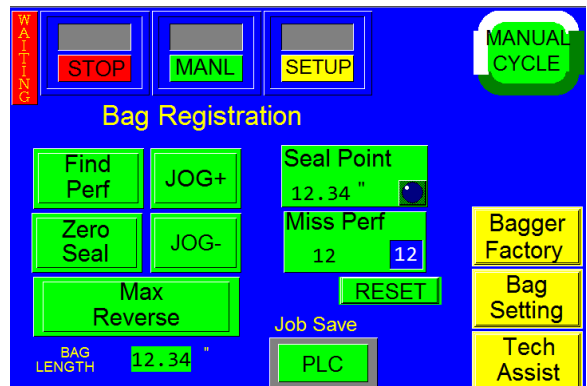 WAITING
STOP
MANL
SETUP
MANUAL
CYCLE
Bag Registration
Find
Perf
JOG+
Seal Point
12.34 "
Zero
Seal
JOG-
Miss Perf
12 12
Max
Reverse
RESET
Bagger
Factory
Bag
Setting
Job Save
BAG
LENGTH
12.34 "
PLC
Tech
Assist